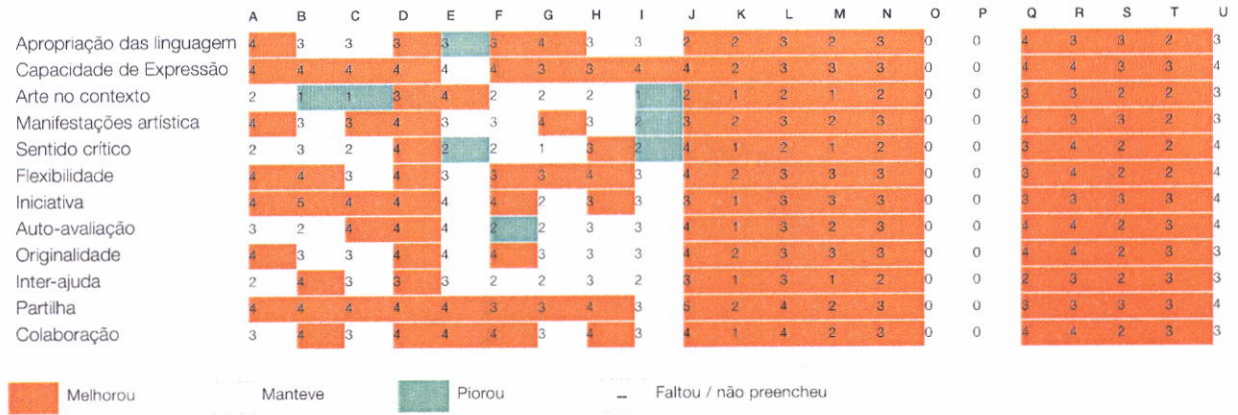 A B C D E F G H I J K L M N O P Q R S T U
Apropriação das linguagem 4 3 3 3 3 3 4 3 3 2 2 3 2 3 0 0 4 3 3 2 3
Capacidade de Expressão 4 4 4 4 4 4 3 3 4 4 2 3 3 3 0 0 4 4 3 3 4
Arte no contexto 2 1 1 3 4 2 2 2 1 2 1 2 1 2 0 0 3 3 2 2 3
Manifestações artística 4 3 3 4 3 3 4 3 2 3 2 3 2 3 0 0 4 3 3 2 3
Sentido crítico 2 3 2 4 2 2 1 3 2 4 1 2 1 2 0 0 3 4 2 2 4
Flexibilidade 4 4 3 4 3 3 3 4 3 4 2 3 3 3 0 0 3 4 2 2 4
Iniciativa 4 5 4 4 4 4 2 3 3 3 1 3 3 3 0 0 3 3 3 3 4
Auto-avaliação 3 2 4 4 4 2 2 3 3 4 1 3 2 3 0 0 4 4 2 3 4
Originalidade 4 3 3 4 4 4 3 3 3 4 2 3 3 3 0 0 4 4 2 3 3
Inter-ajuda 2 4 3 3 3 2 2 3 2 3 1 3 1 2 0 0 2 3 2 3 3
Partilha 4 4 4 4 4 3 3 4 3 5 2 4 2 3 0 0 3 3 3 3 4
Colaboração 3 4 3 4 4 4 3 4 3 4 1 4 2 3 0 0 4 4 2 3 3
Melhorou Manteve Piorou – Faltou / não preencheu